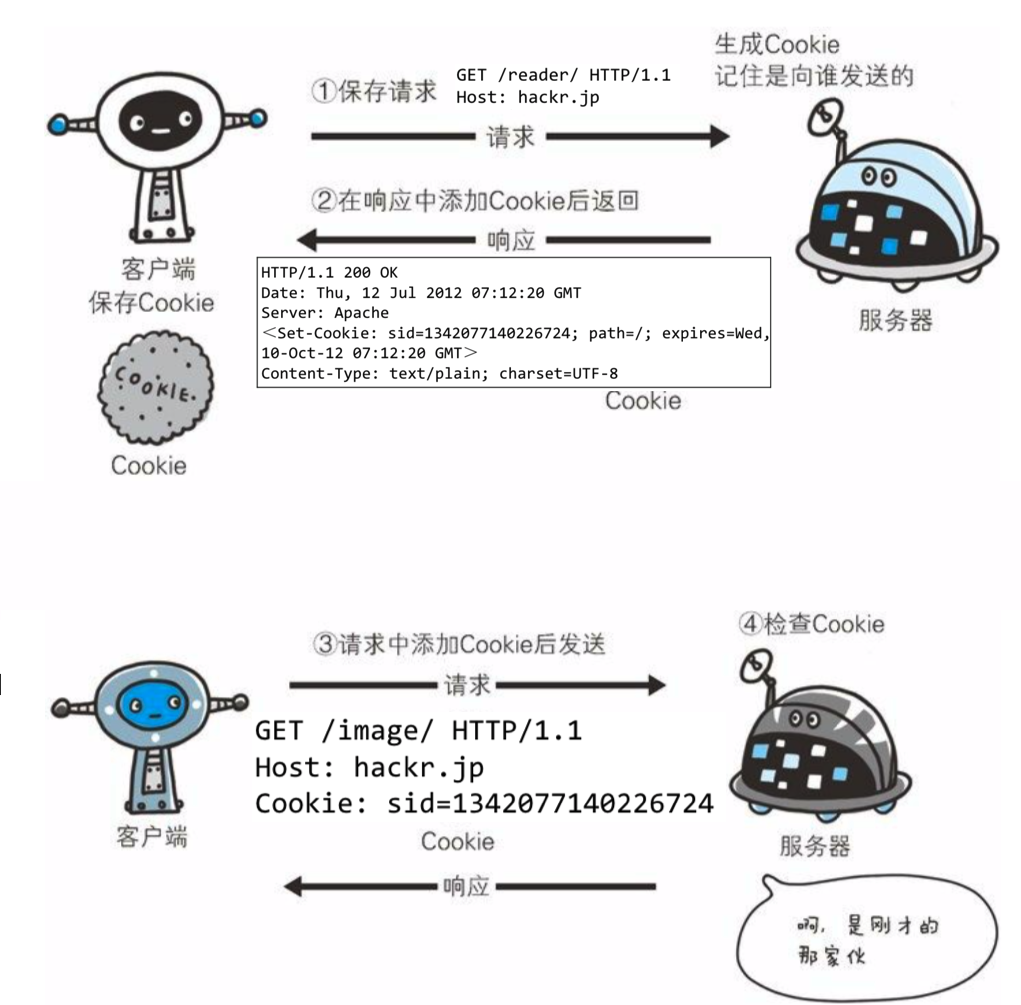 生成Cookie
记住是向谁发送的
①保存请求
GET /reader/ HTTP/1.1
Host: hackr.jp
请求
②在响应中添加Cookie后返回
响应
HTTP/1.1 200 OK
Date: Thu, 12 Jul 2012 07:12:20 GMT
Server: Apache
<Set-Cookie: sid=1342077140226724; path=/; expires=Wed,
10-Oct-12 07:12:20 GMT>
Content-Type: text/plain; charset=UTF-8
Cookie
客户端
保存Cookie
COOKIE.
Cookie
服务器
③请求中添加Cookie后发送
请求
GET /image/ HTTP/1.1
Host: hackr.jp
Cookie: sid=1342077140226724
Cookie
响应
客户端
④检查Cookie
服务器
啊,是刚才的
那家伙